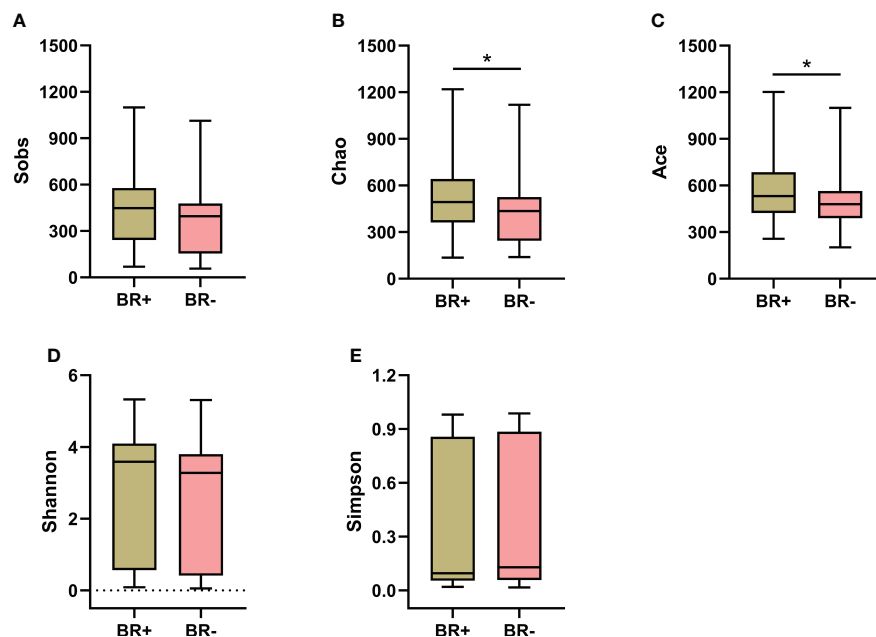 A
Sobs
1500
1200
900
600
300
0
BR+ BR-
B
Chao
1500
1200
900
600
300
0
*
BR+ BR-
C
Ace
1500
1200
900
600
300
0
*
BR+ BR-
D
Shannon
6
4
2
0
BR+ BR-
E
Simpson
1.2
0.9
0.6
0.3
0.0
BR+ BR-